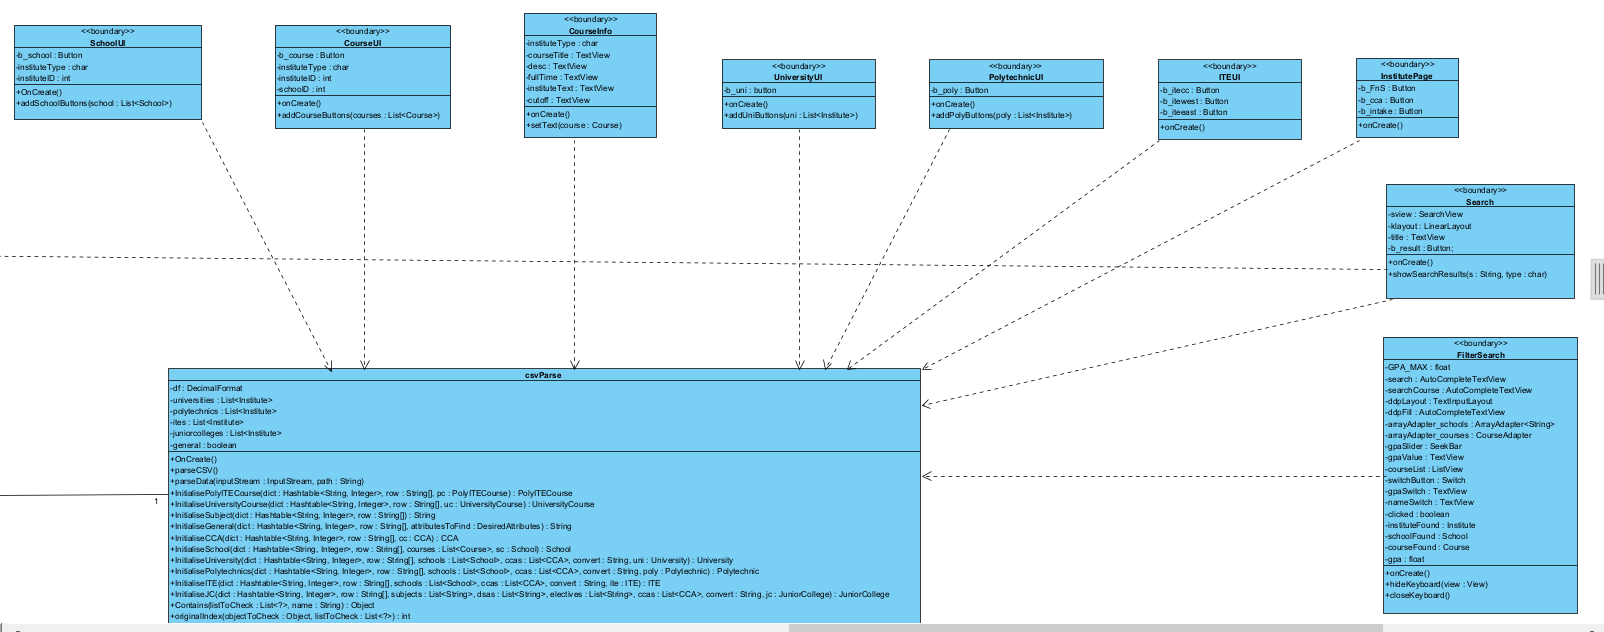 <<boundary>>
SchoolUI
-b_school : Button
-instituteType : char
-instituteID : int
+OnCreate()
+addSchoolButtons(school : List<School>)
<<boundary>>
CourseUI
-b_course : Button
-instituteType : char
-instituteID : int
-schoolID : int
+onCreate()
+addCourseButtons(courses : List<Course>)
<<boundary>>
CourseInfo
-instituteType : char
-courseTitle : TextView
-desc : TextView
-fullTime : TextView
-instituteText : TextView
-cutoff : TextView
+onCreate()
+setText(course : Course)
<<boundary>>
UniversityUI
-b_uni : button
+onCreate()
+addUniButtons(uni : List<Institute>)
<<boundary>>
PolytechnicUI
-b_poly : Button
+onCreate()
+addPolyButtons(poly : List<Institute>)
<<boundary>>
ITEUI
-b_itecc : Button
-b_itewest : Button
-b_iteeast : Button
+onCreate()
<<boundary>>
InstitutePage
-b_FnS : Button
-b_cca : Button
-b_intake : Button
+onCreate()
<<boundary>>
Search
-sview : SearchView
-klayout : LinearLayout
-title : TextView
-b_result : Button;
+onCreate()
+showSearchResults(s : String, type : char)
<<boundary>>
FilterSearch
-GPA_MAX : float
-search : AutoCompleteTextView
-searchCourse : AutoCompleteTextView
-ddpLayout : TextInputLayout
-ddpFill : AutoCompleteTextView
-arrayAdapter_schools : ArrayAdapter<String>
-arrayAdapter_courses : CourseAdapter
-gpaSlider : SeekBar
-gpaValue : TextView
-courseList : ListView
-switchButton : Switch
-gpaSwitch : TextView
-nameSwitch : TextView
-clicked : boolean
-instituteFound : Institute
-schoolFound : School
-courseFound : Course
-gpa : float
+onCreate()
+hideKeyboard(view : View)
+closeKeyboard()
csvParse
-df : DecimalFormat
-universities : List<Institute>
-polytechnics : List<Institute>
-ites : List<Institute>
-juniorcolleges : List<Institute>
-general : boolean
+OnCreate()
+parseCSV()
+parseData(inputStream : InputStream, path : String)
+InitialisePolyITECourse(dict : Hashtable<String, Integer>, row : String[], pc : PolyITECourse) : PolyITECourse
+InitialiseUniversityCourse(dict : Hashtable<String, Integer>, row : String[], uc : UniversityCourse) : UniversityCourse
+InitialiseSubject(dict : Hashtable<String, Integer>, row : String[]) : String
+InitialiseGeneral(dict : Hashtable<String, Integer>, row : String[], attributesToFind : DesiredAttributes) : String
+InitialiseCCA(dict : Hashtable<String, Integer>, row : String[], cc : CCA) : CCA
+InitialiseSchool(dict : Hashtable<String, Integer>, row : String[], courses : List<Course>, sc : School) : School
+InitialiseUniversity(dict : Hashtable<String, Integer>, row : String[], schools : List<School>, ccas : List<CCA>, convert : String, uni : University) : University
+InitialisePolytechnics(dict : Hashtable<String, Integer>, row : String[], schools : List<School>, ccas : List<CCA>, convert : String, poly : Polytechnic) : Polytechnic
+InitialiseITE(dict : Hashtable<String, Integer>, row : String[], schools : List<School>, ccas : List<CCA>, convert : String, ite : ITE) : ITE
+InitialiseJC(dict : Hashtable<String, Integer>, row : String[], subjects : List<String>, dsas : List<String>, electives : List<String>, ccas : List<CCA>, convert : String, jc : JuniorCollege) : JuniorCollege
+Contains(listToCheck : List<?>, name : String) : Object
+originalIndex(objectToCheck : Object, listToCheck : List<?>) : int
1